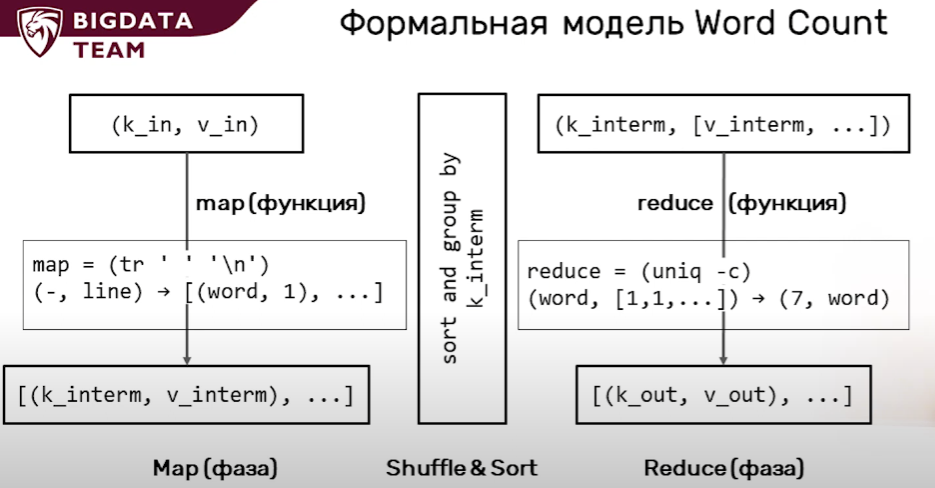 BIGDATA
TEAM
Формальная модель Word Count
(k_in, v_in)
map (функция)
map = (tr ' ' '\n')
(-, line) → [(word, 1), ...]
[(k_interm, v_interm), ...]
Map (фаза)
sort and group by
k_interm
Shuffle & Sort
(k_interm, [v_interm, ...])
reduce (функция)
reduce = (uniq -c)
(word, [1,1,...]) → (7, word)
[(k_out, v_out), ...]
Reduce (фаза)